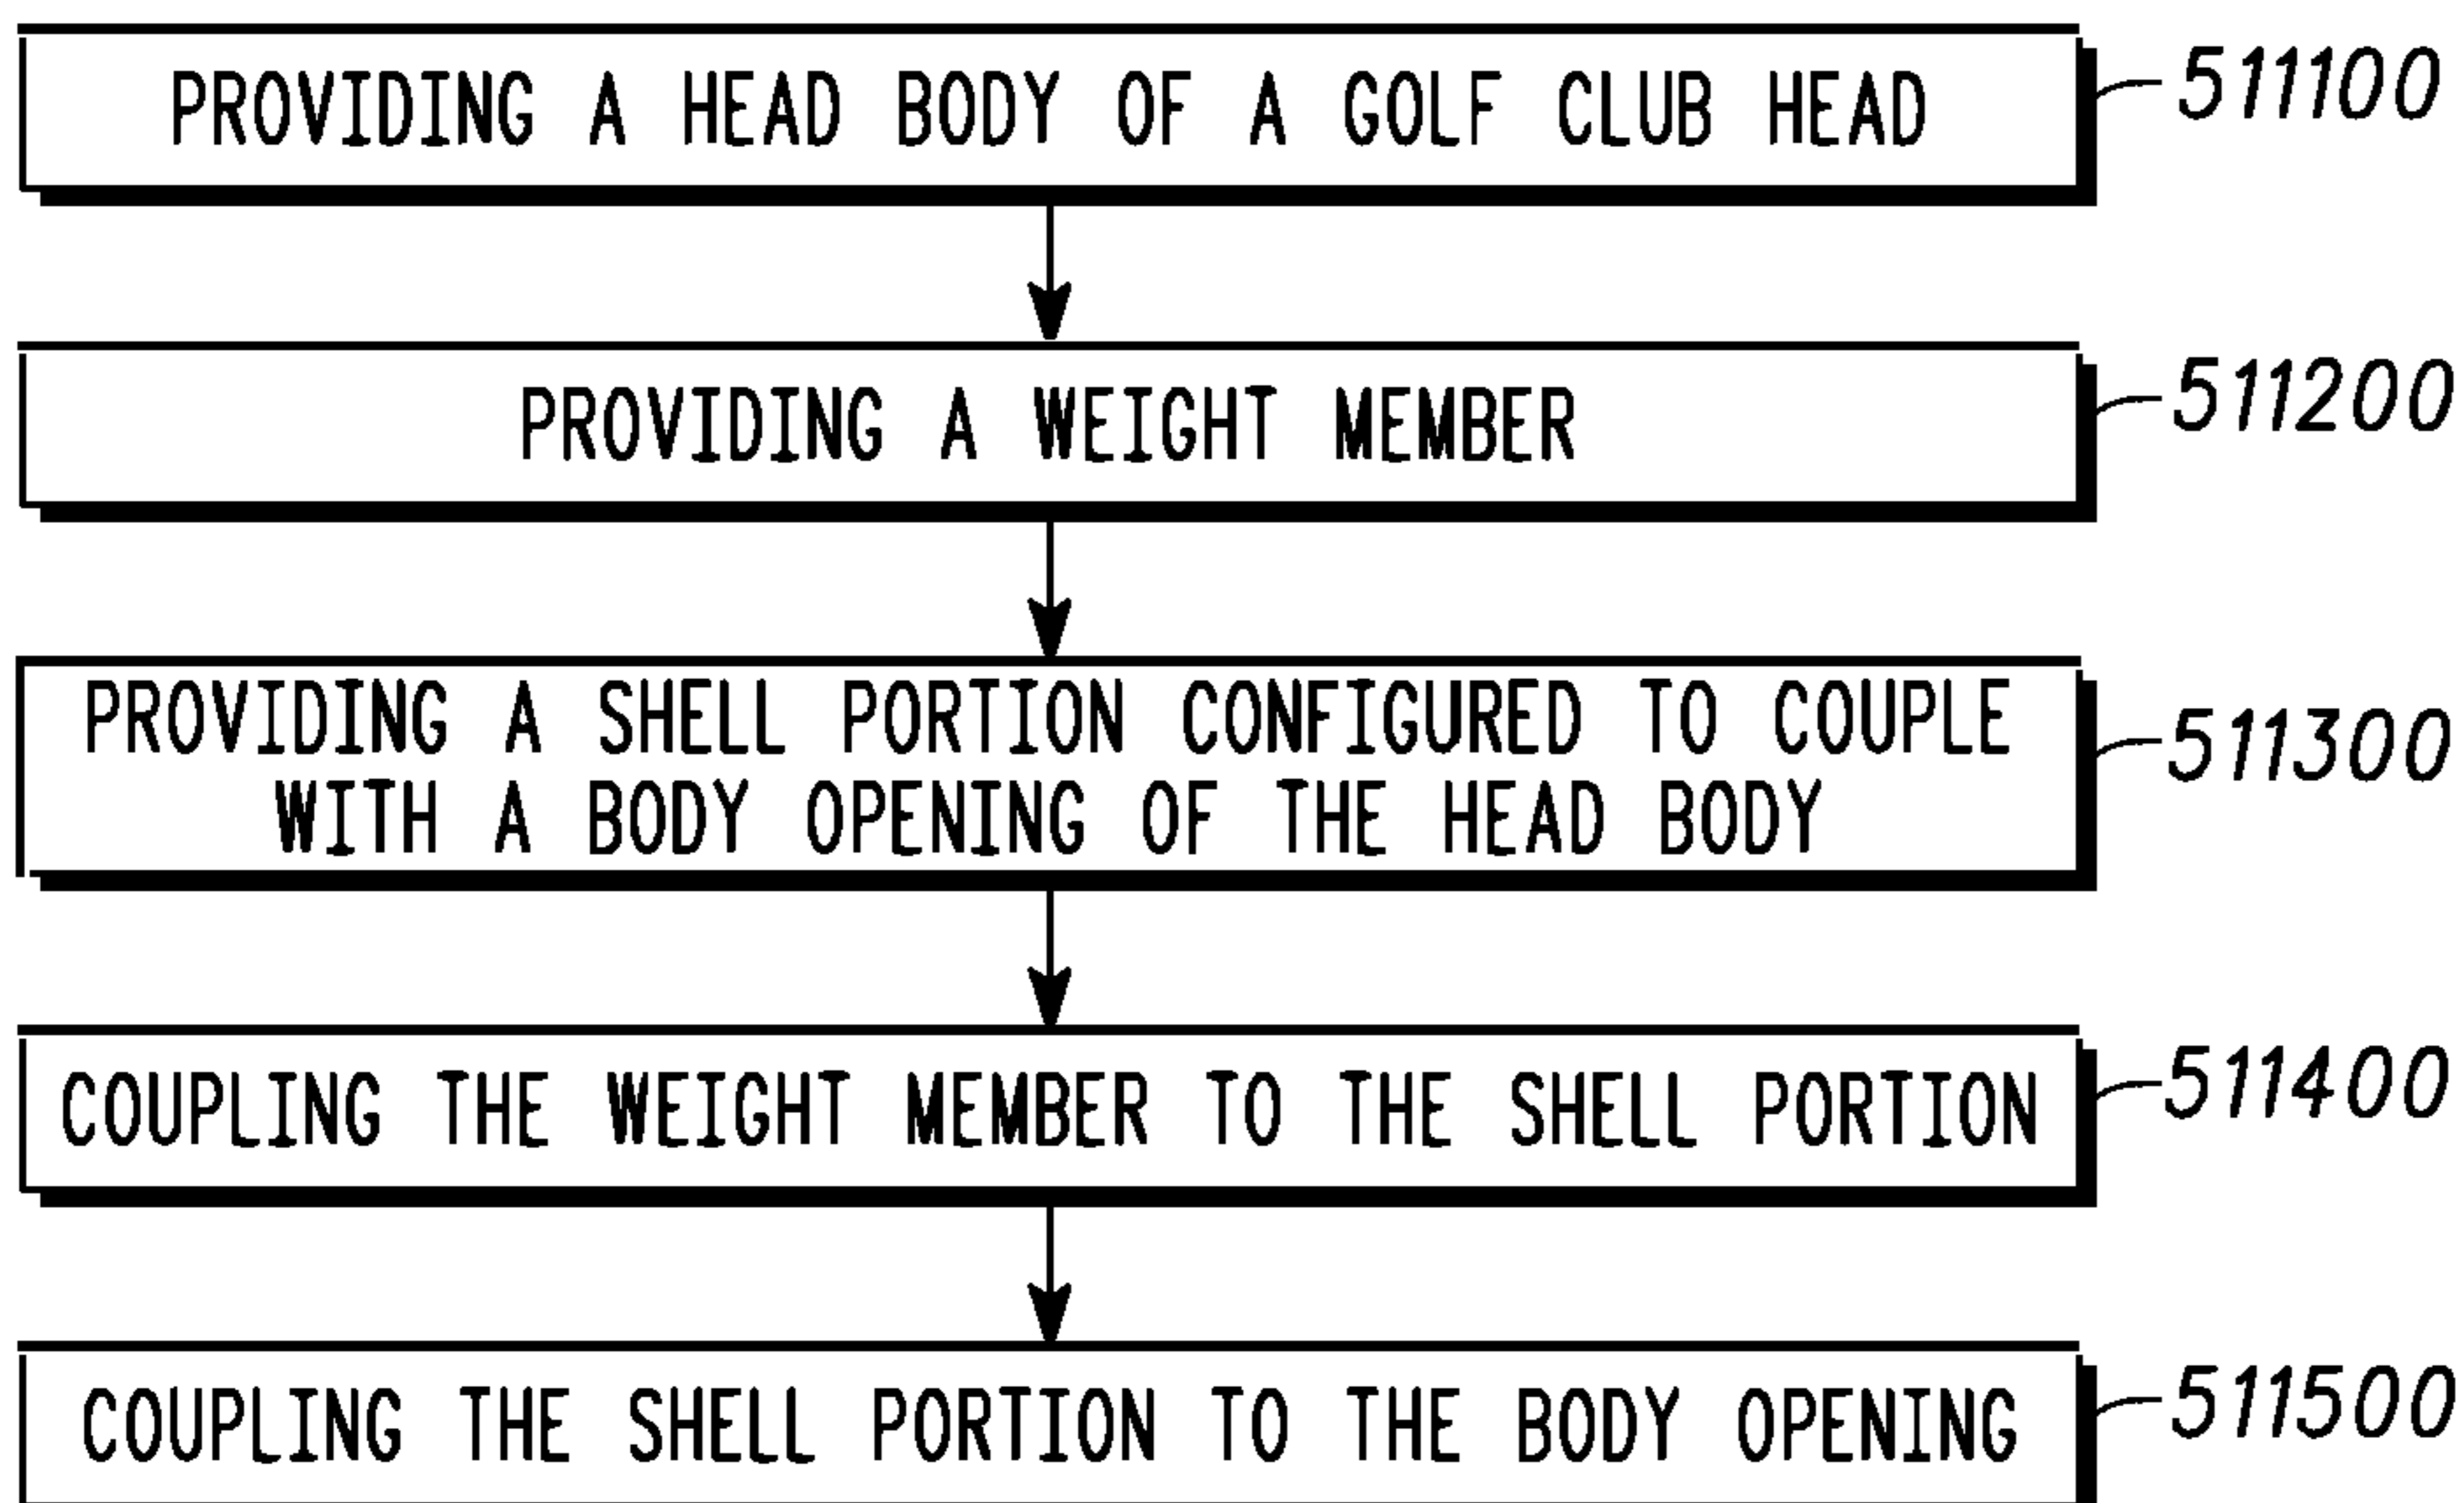 PROVIDING A HEAD BODY OF A GOLF CLUB HEAD
511100
PROVIDING A WEIGHT MEMBER
511200
PROVIDING A SHELL PORTION CONFIGURED TO COUPLE
WITH A BODY OPENING OF THE HEAD BODY
511300
COUPLING THE WEIGHT MEMBER TO THE SHELL PORTION
511400
COUPLING THE SHELL PORTION TO THE BODY OPENING
511500